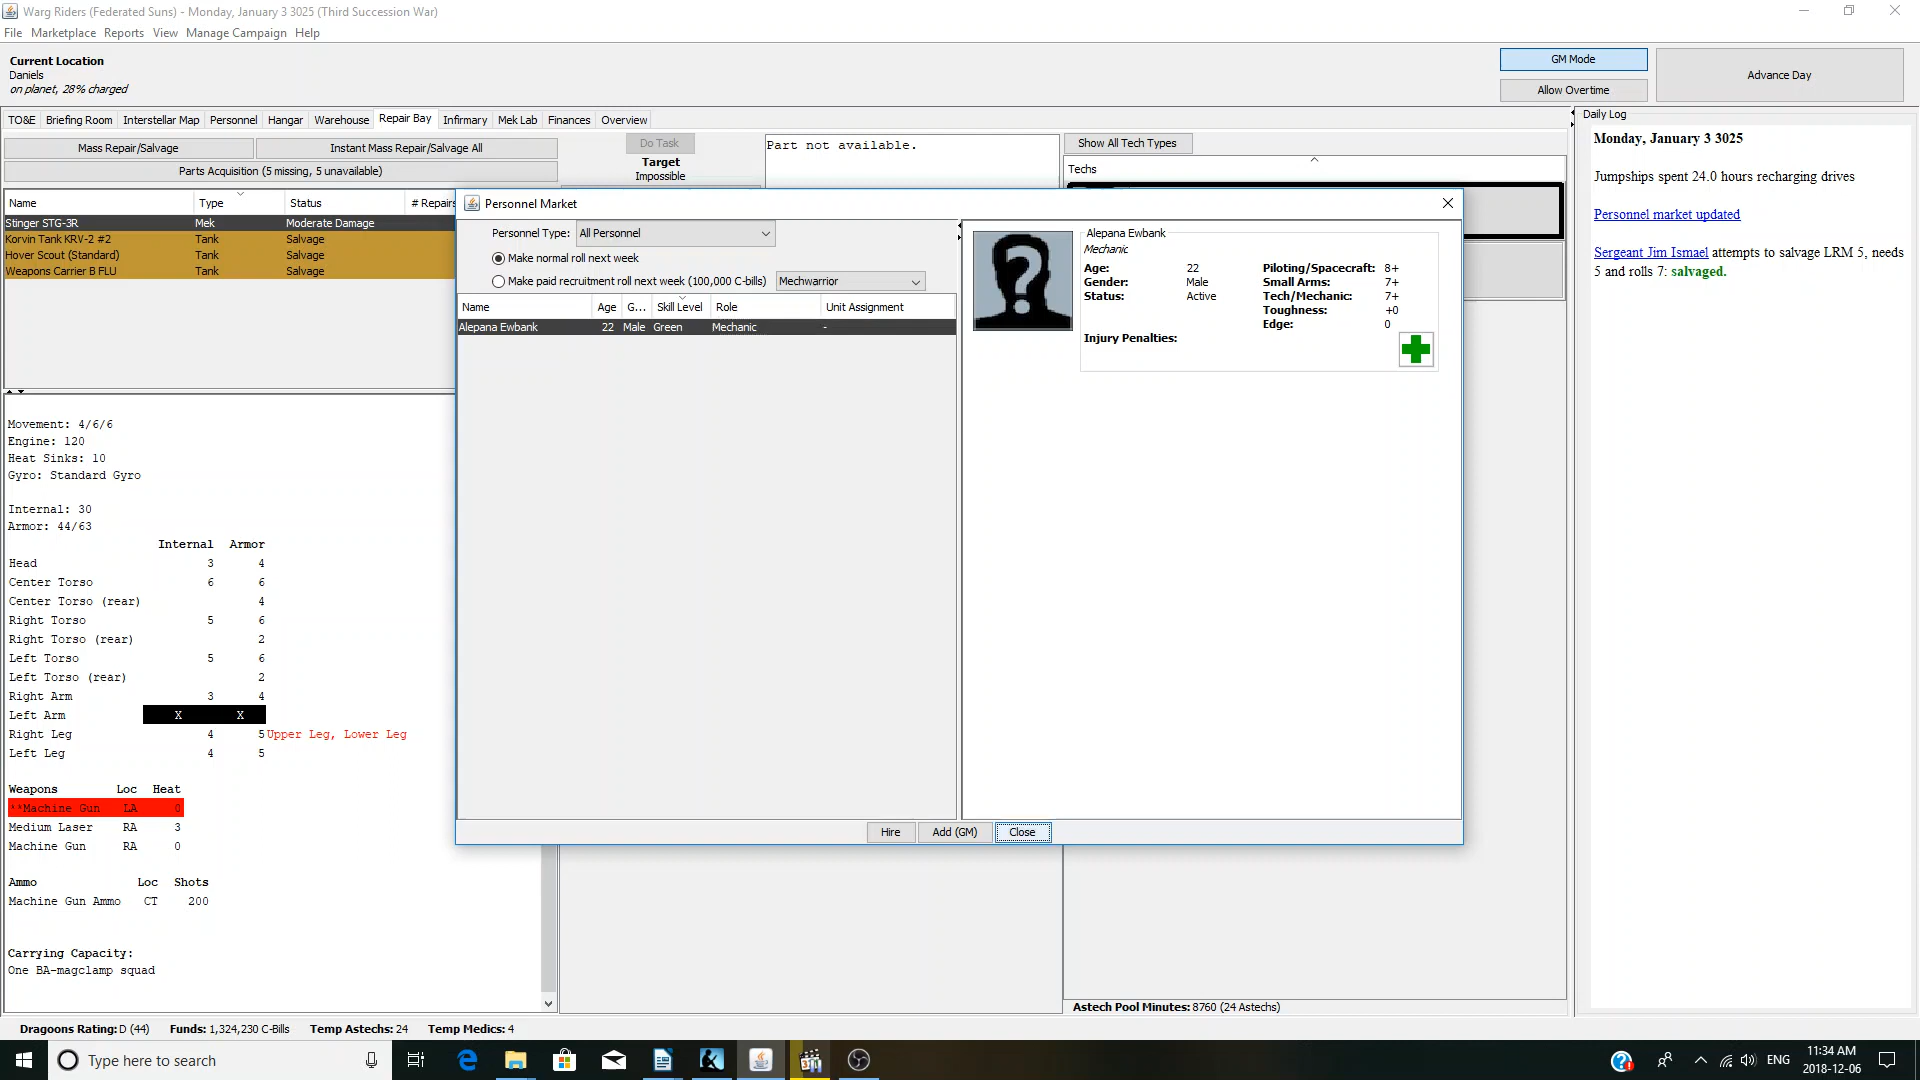 Warg Riders (Federated Suns) - Monday, January 3 3025 (Third Succession War)
File Marketplace Reports View Manage Campaign Help
Current Location
Daniels
on planet, 28% charged
GM Mode
Allow Overtime
Advance Day
TO&E Briefing Room Interstellar Map Personnel Hangar Warehouse Repair Bay Infirmary Mek Lab Finances Overview
Mass Repair/Salvage Instant Mass Repair/Salvage All
Parts Acquisition (5 missing, 5 unavailable)
Do Task
Target
Impossible
Part not available.
Show All Tech Types
Techs
Name Type Status # Repairs
Stinger STG-3R Mek Moderate Damage
Korvin Tank KRV-2 #2 Tank Salvage
Hover Scout (Standard) Tank Salvage
Weapons Carrier B FLU Tank Salvage
Movement: 4/6/6
Engine: 120
Heat Sinks: 10
Gyro: Standard Gyro
Internal: 30
Armor: 44/63
Internal Armor
Head 3 4
Center Torso 6 6
Center Torso (rear) 4
Right Torso 5 6
Right Torso (rear) 2
Left Torso 5 6
Left Torso (rear) 2
Right Arm 3 4
Left Arm X X
Right Leg 4 5 Upper Leg, Lower Leg
Left Leg 4 5
Weapons Loc Heat
**Machine Gun LA 0
Medium Laser RA 3
Machine Gun RA 0
Ammo Loc Shots
Machine Gun Ammo CT 200
Carrying Capacity:
One BA-magclamp squad
Personnel Market
Personnel Type: All Personnel
Make normal roll next week
Make paid recruitment roll next week (100,000 C-bills) Mechwarrior
Name Age G... Skill Level Role Unit Assignment
Alepana Ewbank 22 Male Green Mechanic -
Alepana Ewbank
Mechanic
Age: 22 Piloting/Spacecraft: 8+
Gender: Male Small Arms: 7+
Status: Active Tech/Mechanic: 7+
Toughness: +0
Edge: 0
Injury Penalties:
Hire Add (GM) Close
Astech Pool Minutes: 8760 (24 Astechs)
Daily Log
Monday, January 3 3025
Jumpships spent 24.0 hours recharging drives
Personnel market updated
Sergeant Jim Ismael attempts to salvage LRM 5, needs
5 and rolls 7: salvaged.
Dragoons Rating: D (44) Funds: 1,324,230 C-Bills Temp Astechs: 24 Temp Medics: 4
Type here to search
ENG
11:34 AM
2018-12-06